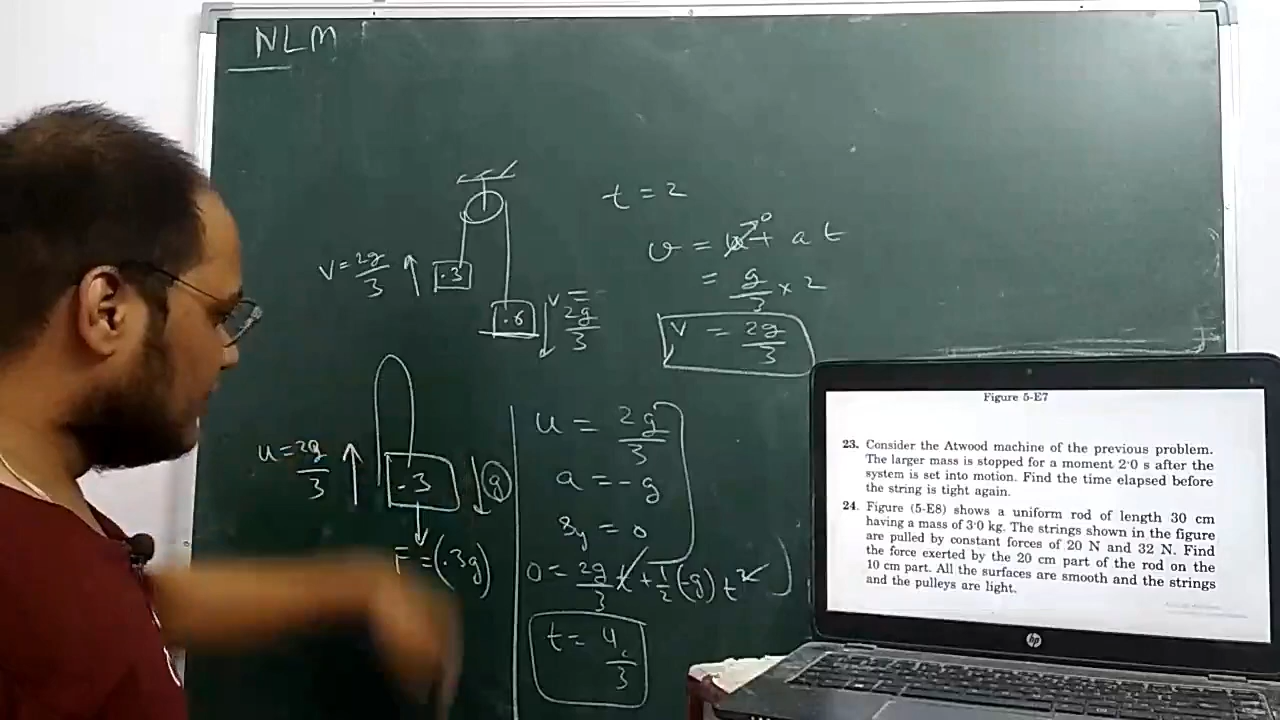 NLM
t = 2
v = u⁰ + a t
= g/3 × 2
V = 2g/3
V = 2g/3
.3
.6
V = 2g/3
u = 2g/3
.3
g
F = (.3g)
u = 2g/3
a = -g
Sy = 0
0 = 2g/3 t + 1/2 (-g) t²
t = 4/3
Figure 5-E7
23. Consider the Atwood machine of the previous problem.
The larger mass is stopped for a moment 2·0 s after the
system is set into motion. Find the time elapsed before
the string is tight again.
24. Figure (5-E8) shows a uniform rod of length 30 cm
having a mass of 3·0 kg. The strings shown in the figure
are pulled by constant forces of 20 N and 32 N. Find
the force exerted by the 20 cm part of the rod on the
10 cm part. All the surfaces are smooth and the strings
and the pulleys are light.
hp